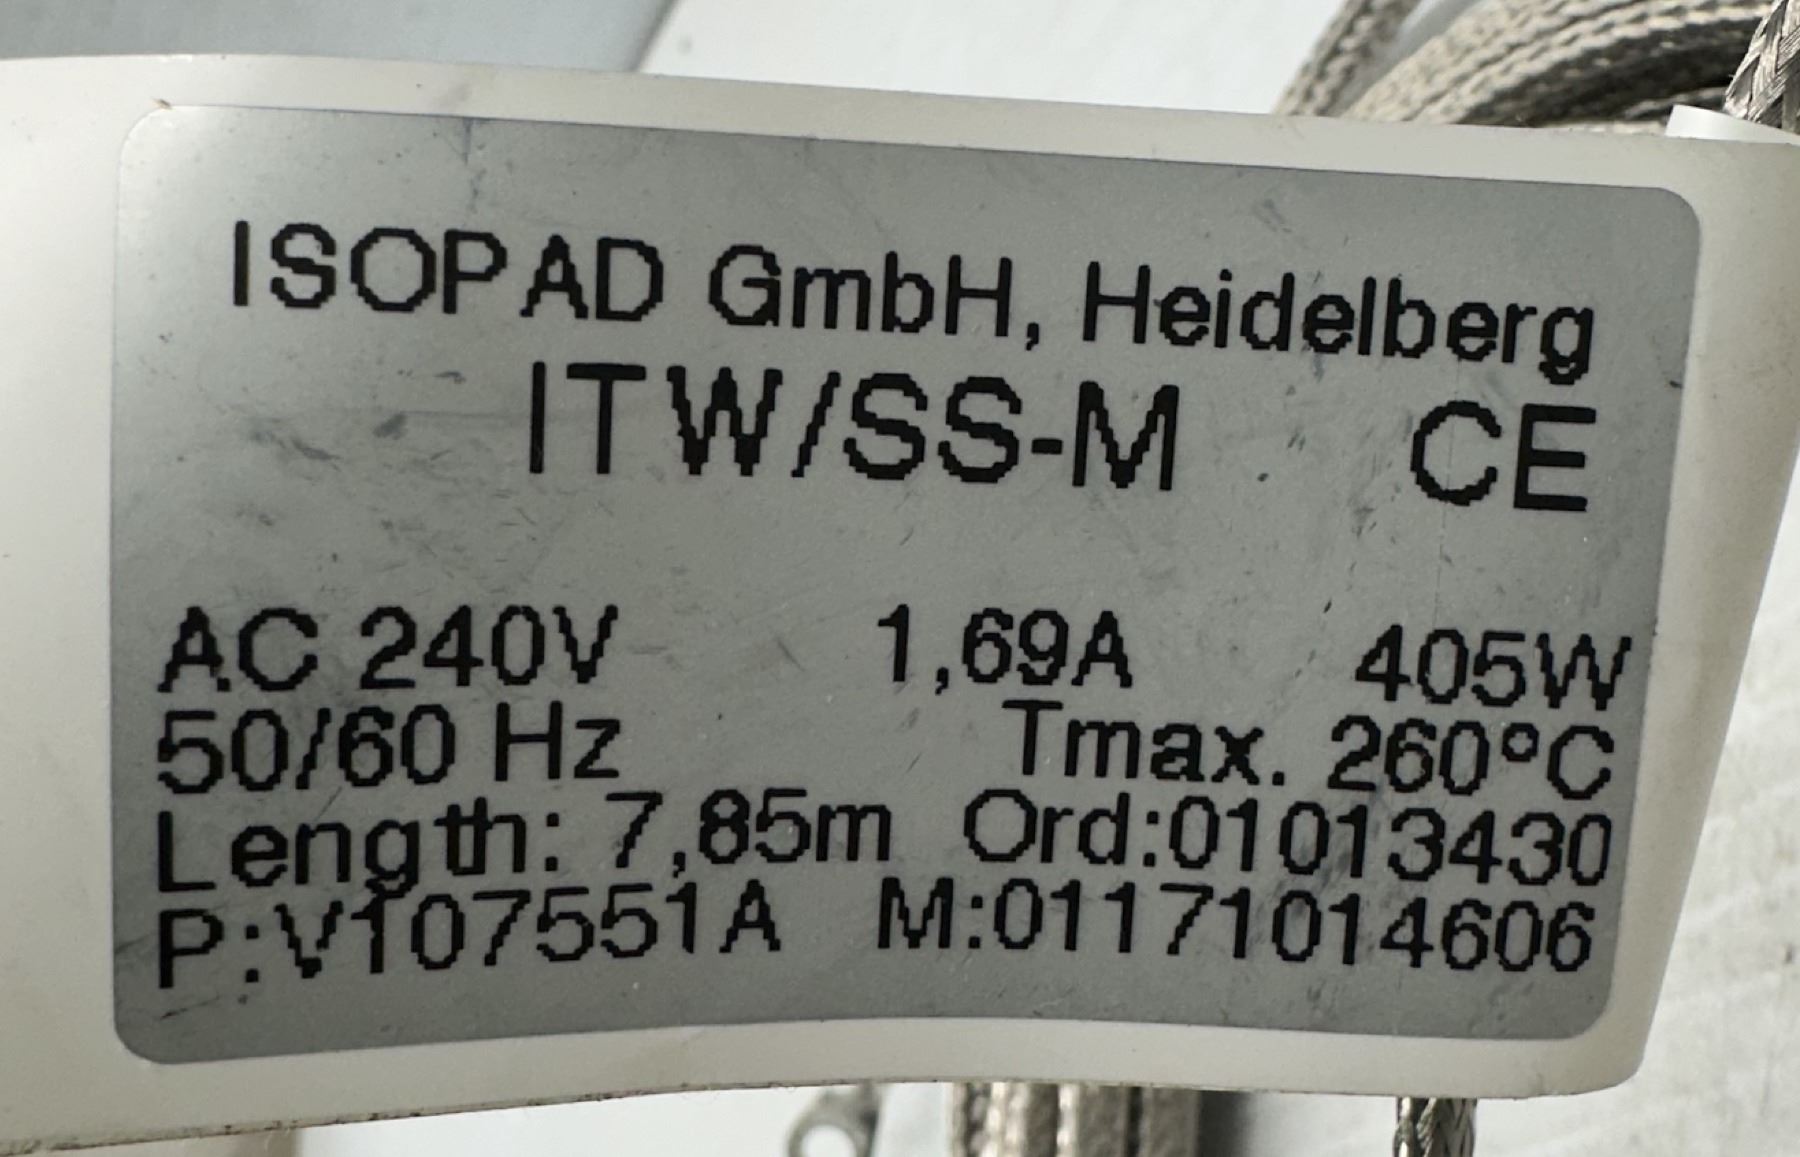 ISOPAD GmbH, Heidelberg
ITW/SS-M CE
AC 240V 1,69A 405W
50/60 Hz Tmax. 260°C
Length: 7,85m Ord:01013430
P:V107551A M:01171014606